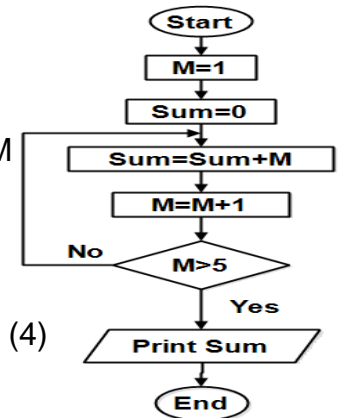 Start
M=1
Sum=0
M
Sum=Sum+M
M=M+1
No
M>5
Yes
(4)
Print Sum
End